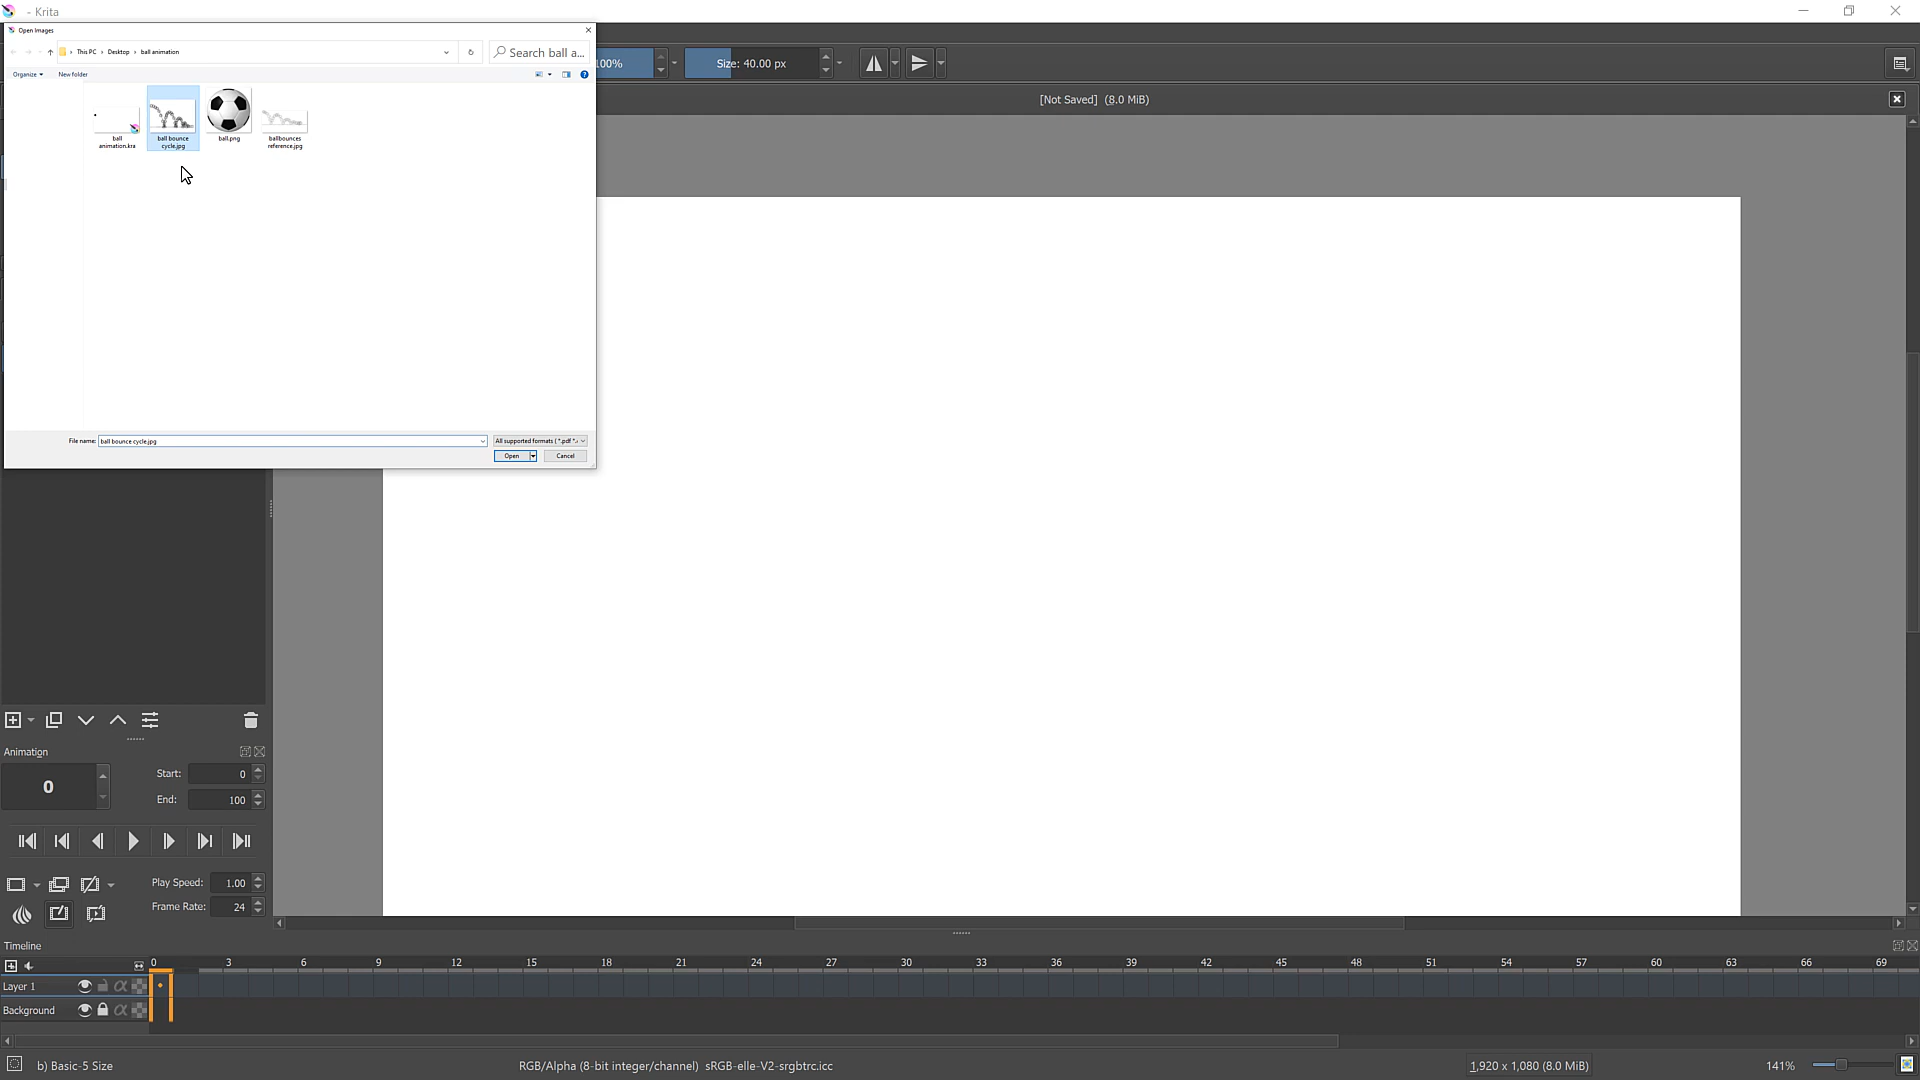 - Krita
Open Images
This PC › Desktop › ball animation
Search ball a...
Organize
New folder
100%
Size: 40.00 px
[Not Saved] (8.0 MiB)
ball animation.kra
ball bounce cycle.jpg
ball.png
ballbounces reference.jpg
File name: ball bounce cycle.jpg
All supported formats ( *.pdf *.
Open
Cancel
Animation
0
Start: 0
End: 100
Play Speed: 1.00
Frame Rate: 24
Timeline
0 3 6 9 12 15 18 21 24 27 30 33 36 39 42 45 48 51 54 57 60 63 66 69
Layer 1
Background
b) Basic-5 Size
RGB/Alpha (8-bit integer/channel) sRGB-elle-V2-srgbtrc.icc
1,920 x 1,080 (8.0 MiB)
141%